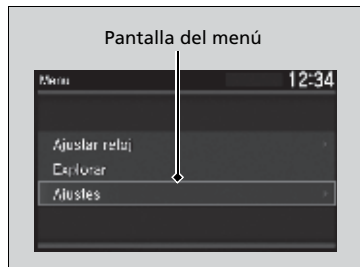 Pantalla del menú
Menu 12:34
Ajustar reloj
Explorar
Ajustes